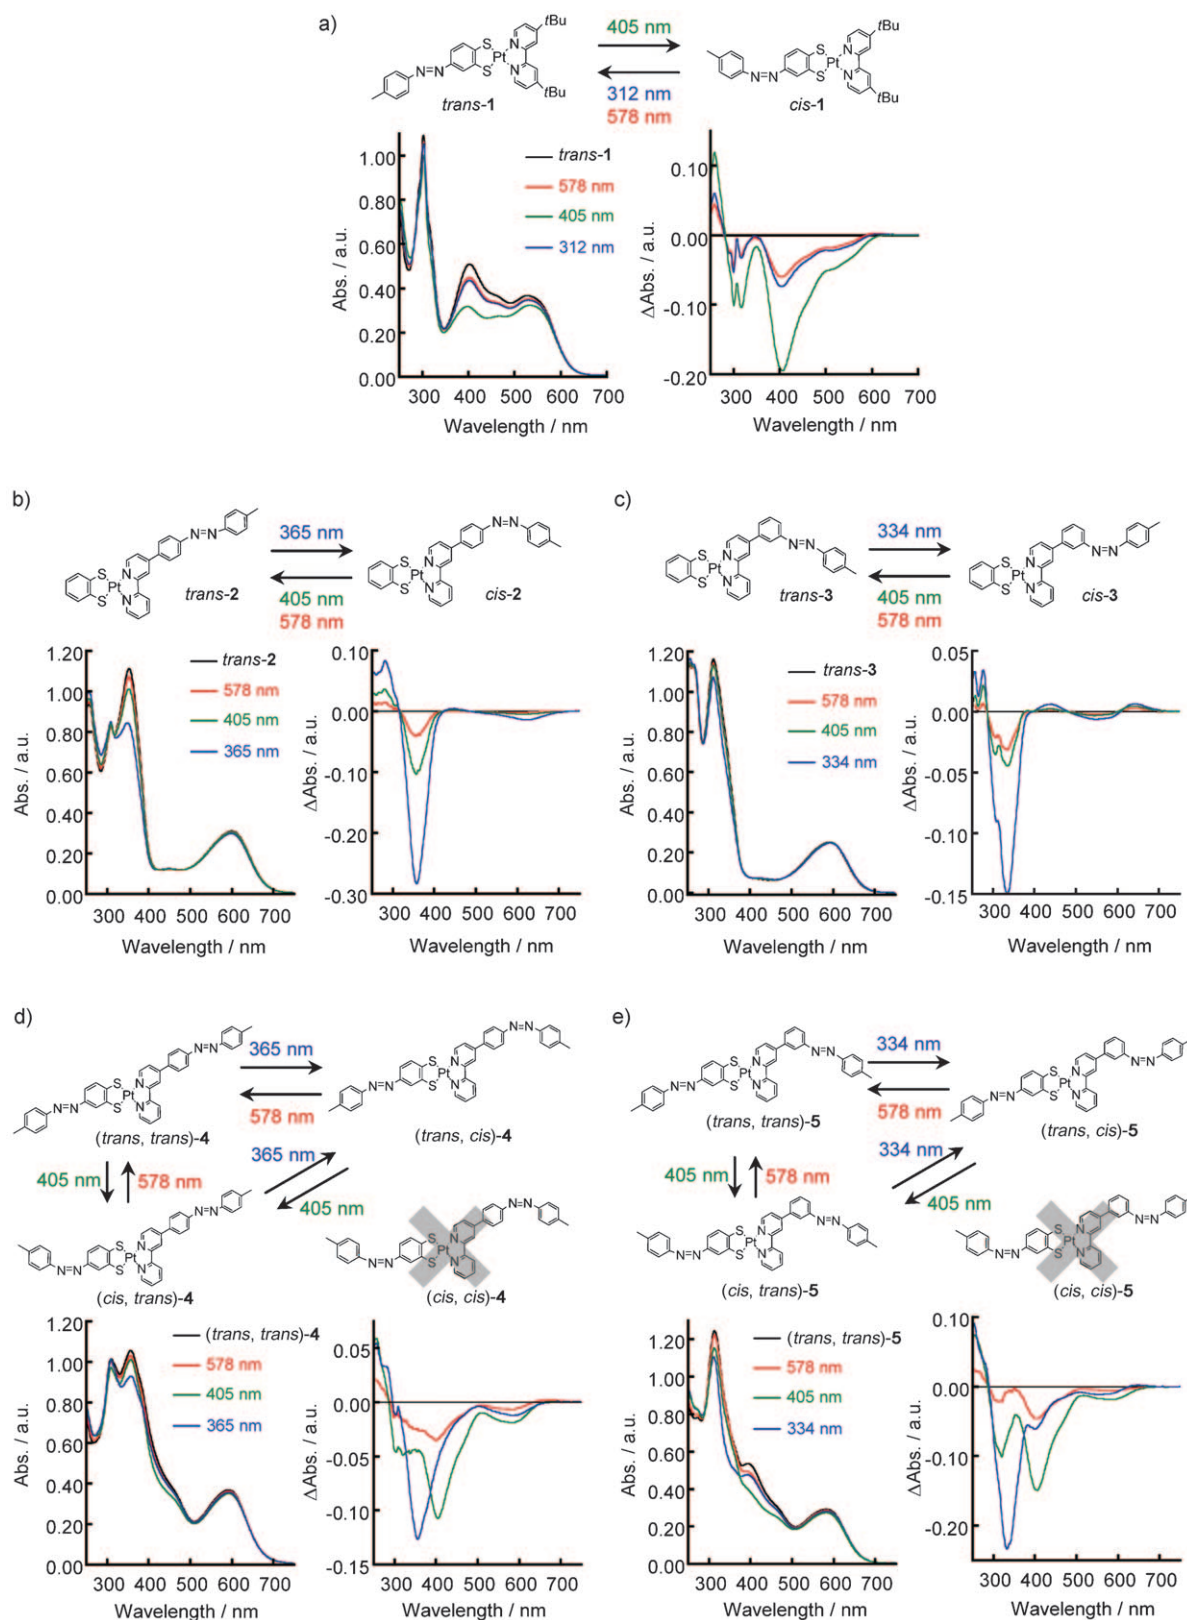 a)
tBu
405 nm
tBu
S
S
Pt
N
N
N=N
trans-1
tBu
312 nm
578 nm
S
S
Pt
N
N
N=N
cis-1
tBu
Abs. / a.u.
1.00
0.80
0.60
0.40
0.20
0.00
trans-1
578 nm
405 nm
312 nm
300 400 500 600 700
Wavelength / nm
ΔAbs. / a.u.
0.10
0.00
-0.10
-0.20
300 400 500 600 700
Wavelength / nm
b)
N=N
S
S
Pt
N
N
trans-2
365 nm
405 nm
578 nm
N=N
S
S
Pt
N
N
cis-2
Abs. / a.u.
1.20
1.00
0.80
0.60
0.40
0.20
0.00
trans-2
578 nm
405 nm
365 nm
300 400 500 600 700
Wavelength / nm
ΔAbs. / a.u.
0.10
0.00
-0.10
-0.20
-0.30
300 400 500 600 700
Wavelength / nm
c)
N=N
S
S
Pt
N
N
trans-3
334 nm
405 nm
578 nm
N=N
S
S
Pt
N
N
cis-3
Abs. / a.u.
1.20
1.00
0.80
0.60
0.40
0.20
0.00
trans-3
578 nm
405 nm
334 nm
300 400 500 600 700
Wavelength / nm
ΔAbs. / a.u.
0.05
0.00
-0.05
-0.10
-0.15
300 400 500 600 700
Wavelength / nm
d)
N=N
S
S
Pt
N
N
N=N
(trans, trans)-4
365 nm
578 nm
N=N
S
S
Pt
N
N
N=N
(trans, cis)-4
405 nm
578 nm
365 nm
405 nm
N=N
S
S
Pt
N
N
N=N
(cis, trans)-4
N=N
S
S
Pt
N
N
N=N
(cis, cis)-4
Abs. / a.u.
1.20
1.00
0.80
0.60
0.40
0.20
0.00
(trans, trans)-4
578 nm
405 nm
365 nm
300 400 500 600 700
Wavelength / nm
ΔAbs. / a.u.
0.05
0.00
-0.05
-0.10
-0.15
300 400 500 600 700
Wavelength / nm
e)
N=N
S
S
Pt
N
N
N=N
(trans, trans)-5
334 nm
578 nm
N=N
S
S
Pt
N
N
N=N
(trans, cis)-5
405 nm
578 nm
334 nm
405 nm
N=N
S
S
Pt
N
N
N=N
(cis, trans)-5
N=N
S
S
Pt
N
N
N=N
(cis, cis)-5
Abs. / a.u.
1.20
1.00
0.80
0.60
0.40
0.20
0.00
(trans, trans)-5
578 nm
405 nm
334 nm
300 400 500 600 700
Wavelength / nm
ΔAbs. / a.u.
0.10
0.00
-0.10
-0.20
300 400 500 600 700
Wavelength / nm